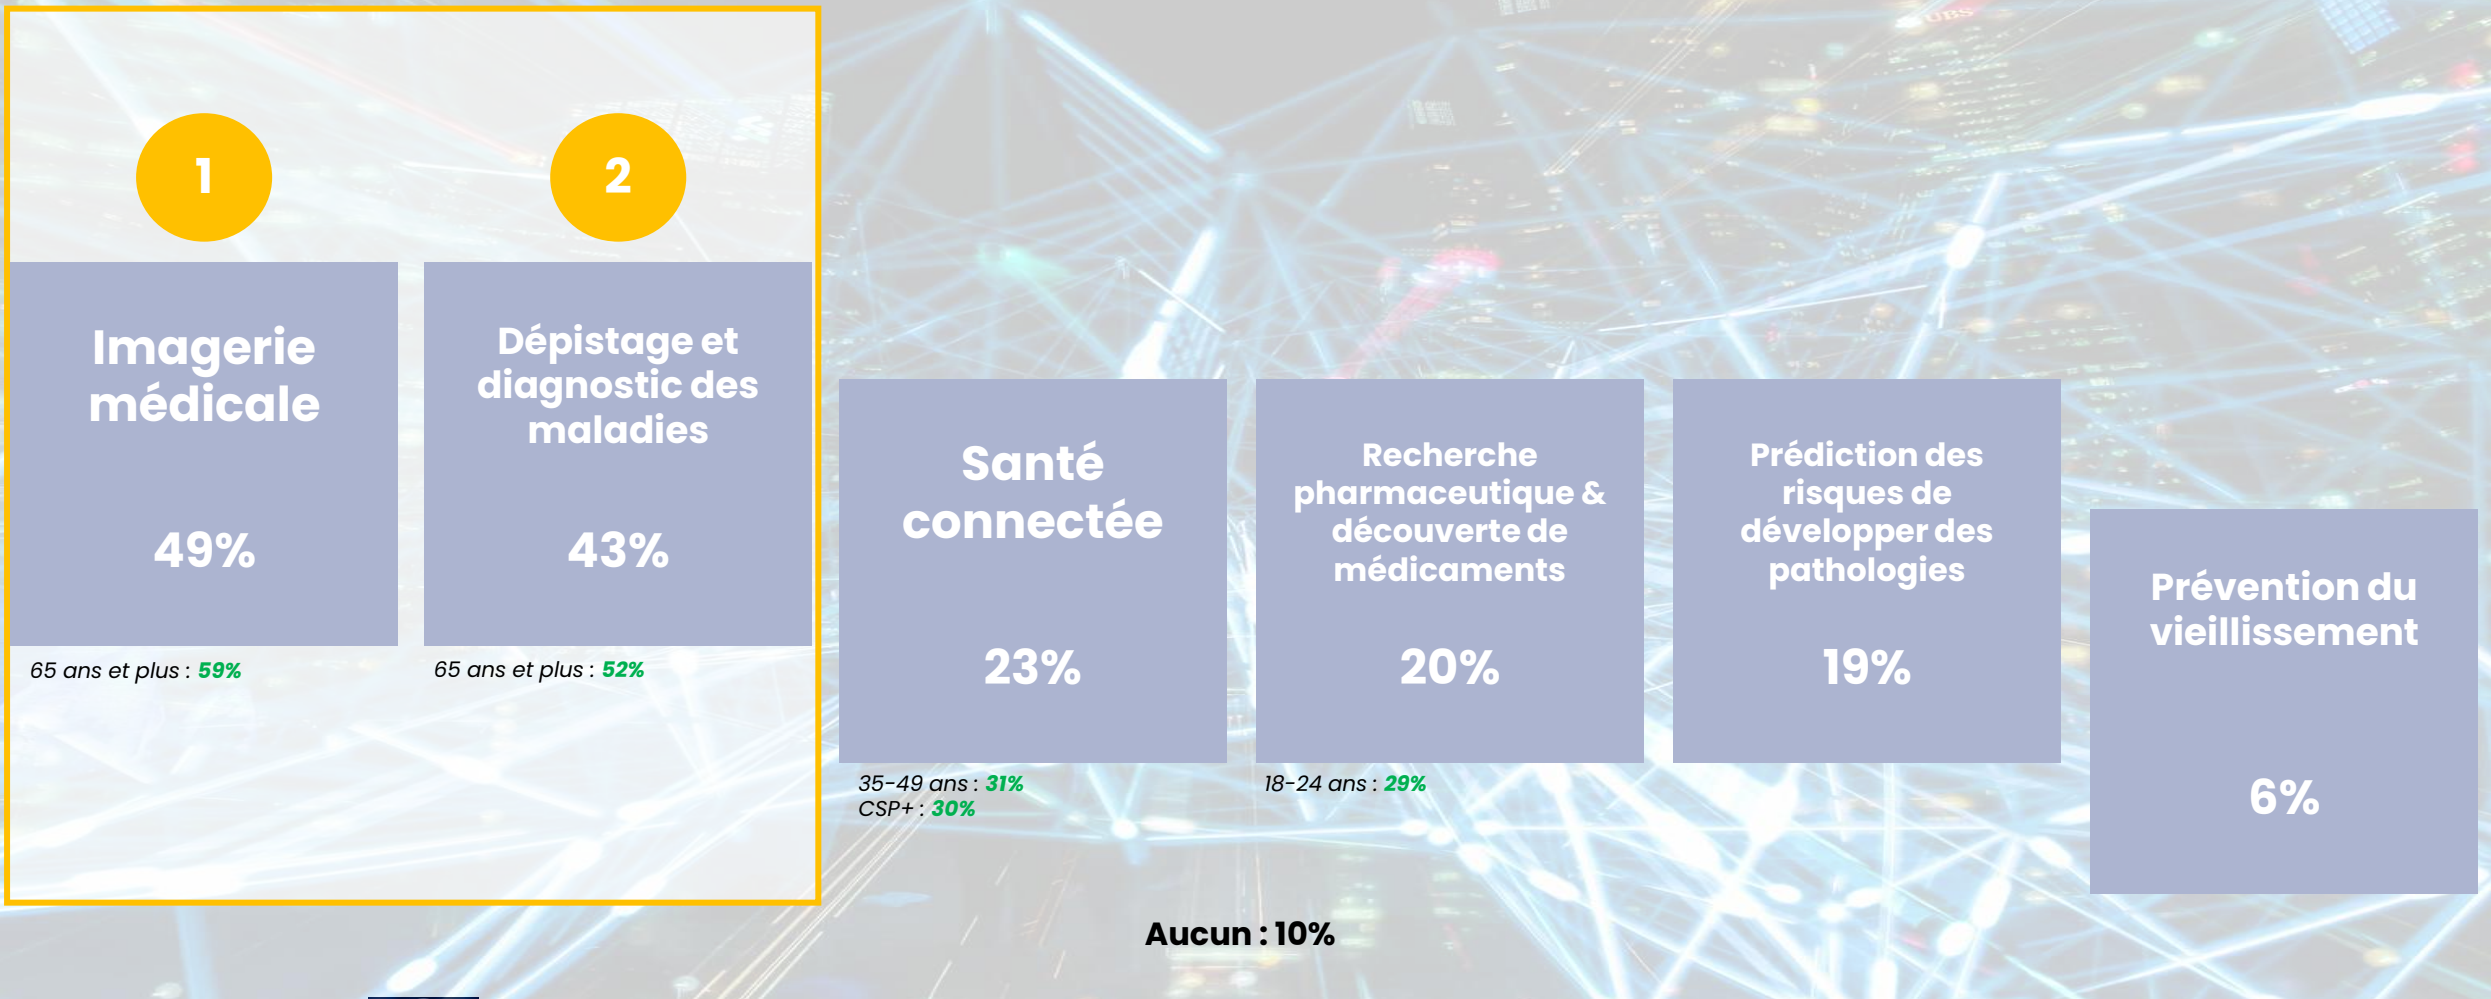 UBS
1
2
Imagerie
médicale
49%
65 ans et plus : 59%
Dépistage et
diagnostic des
maladies
43%
65 ans et plus : 52%
Santé
connectée
23%
35-49 ans : 31%
CSP+ : 30%
Recherche
pharmaceutique &
découverte de
médicaments
20%
18-24 ans : 29%
Prédiction des
risques de
développer des
pathologies
19%
Prévention du
vieillissement
6%
Aucun : 10%